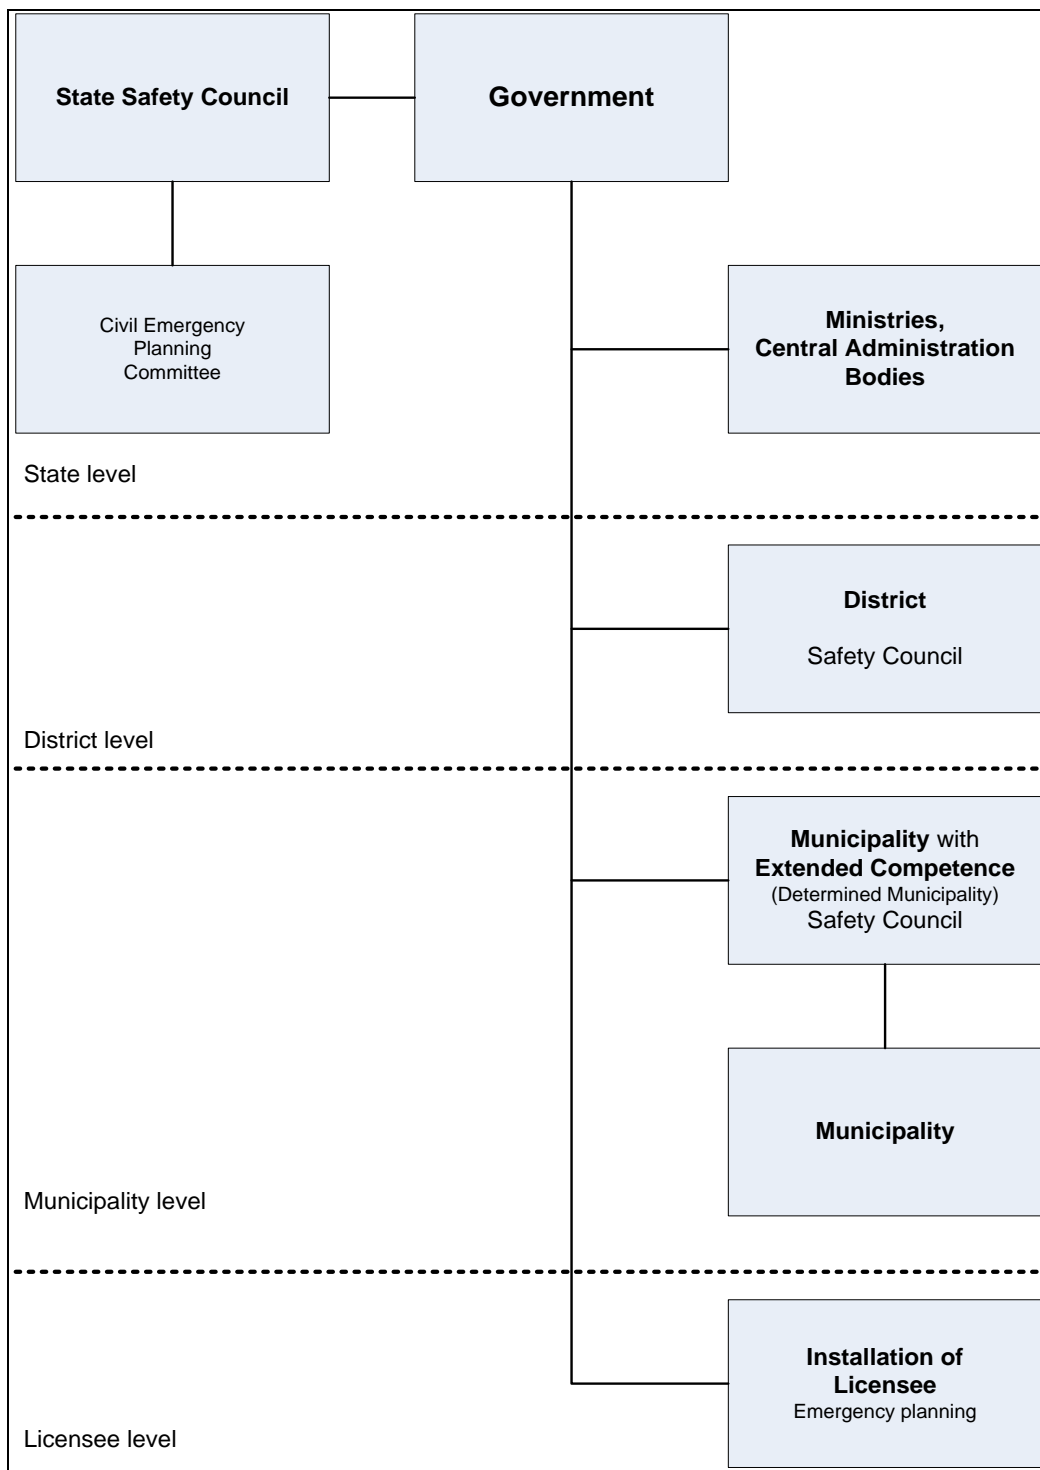 State Safety Council
Government
Civil Emergency
Planning
Committee
Ministries,
Central Administration
Bodies
State level
District
Safety Council
District level
Municipality with
Extended Competence
(Determined Municipality)
Safety Council
Municipality
Municipality level
Installation of
Licensee
Emergency planning
Licensee level